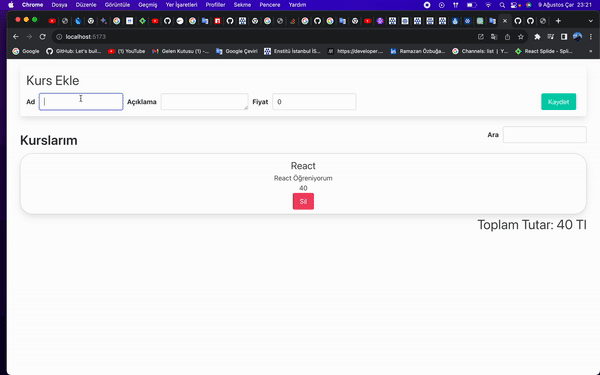 Chrome Dosya Düzenle Görüntüle Geçmiş Yer İşaretleri Profiller Sekme Pencere Yardım 9 Ağustos Çar 23:21
localhost:5173
Google GitHub: Let's buil... (1) YouTube Gelen Kutusu (1) -... Google Çeviri Enstitü İstanbul İS... https://developer.... Ramazan Özbuğa... Channels: list | Y... React Splide - Spli...
Kurs Ekle
Ad Açıklama Fiyat 0 Kaydet
Ara
Kurslarım
React
React Öğreniyorum
40
Sil
Toplam Tutar: 40 Tl